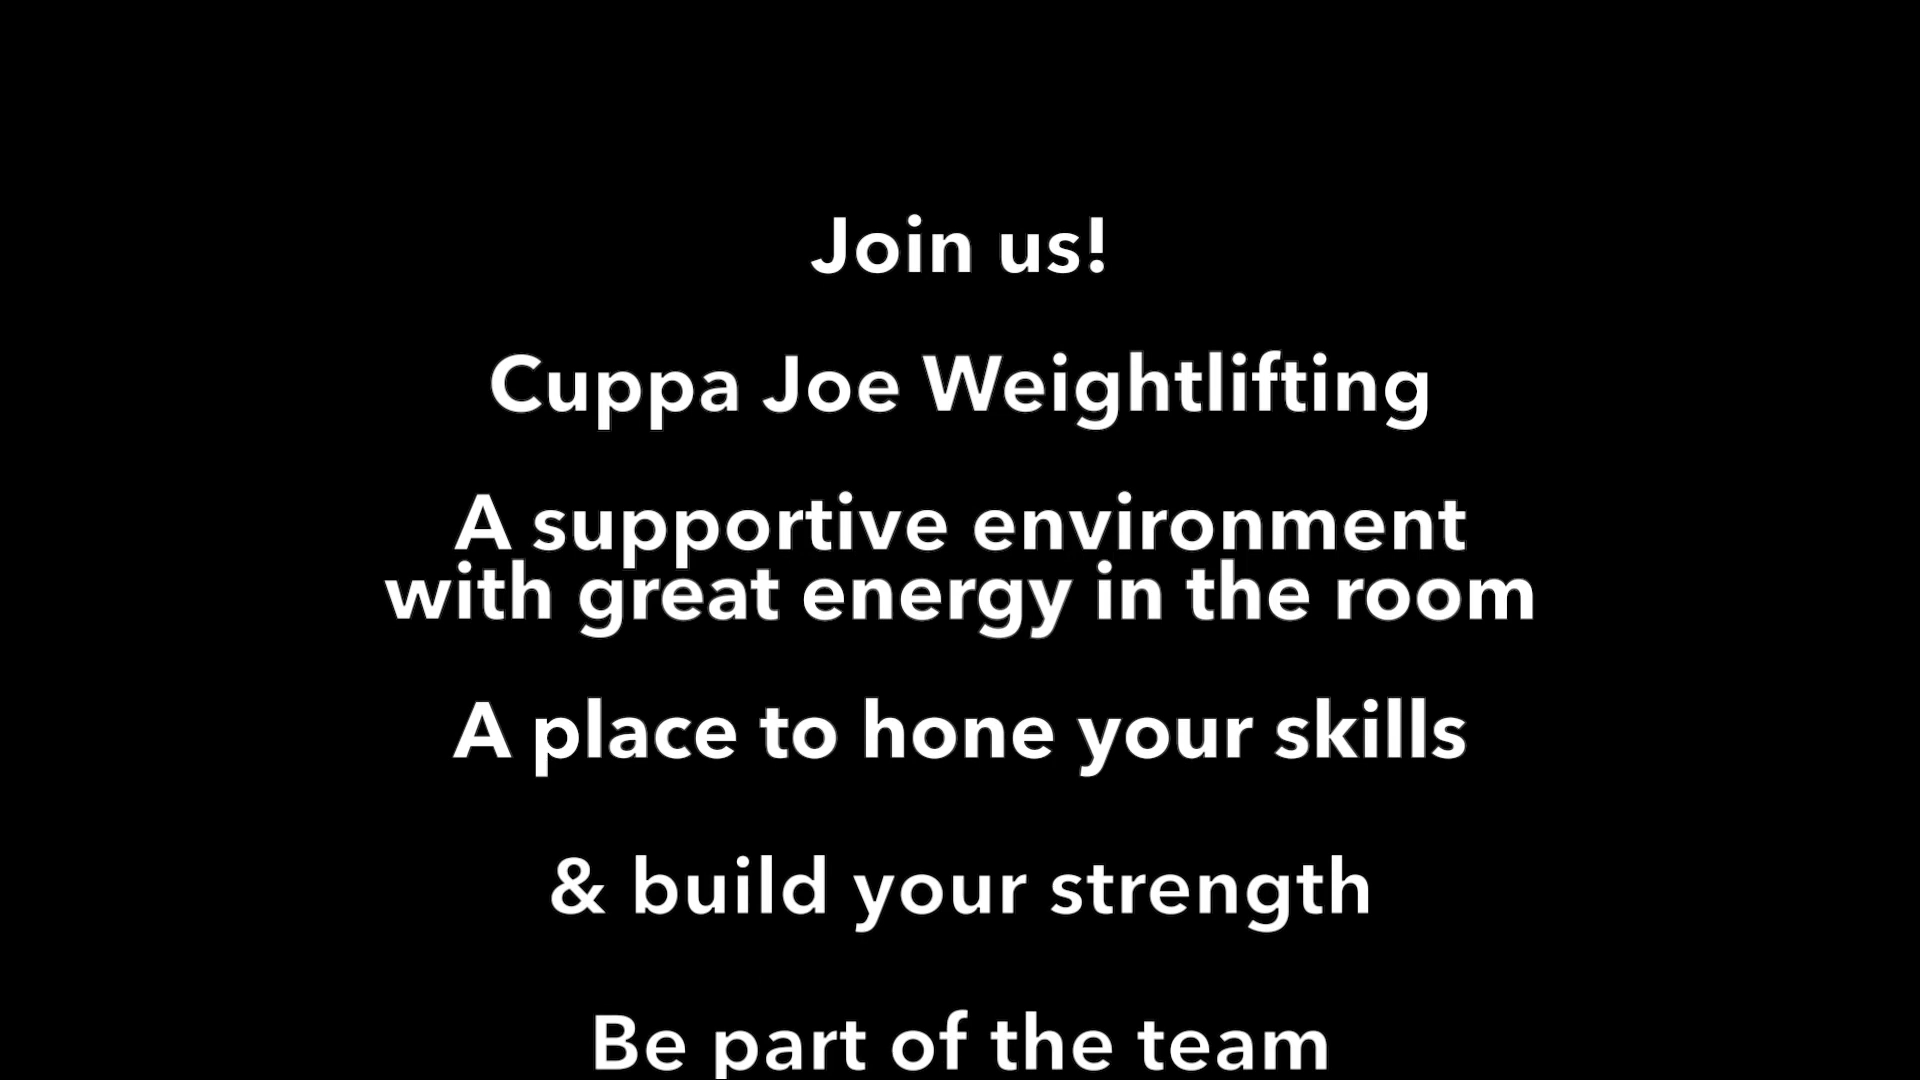 Join us!
Cuppa Joe Weightlifting
A supportive environment
with great energy in the room
A place to hone your skills
& build your strength
Be part of the team